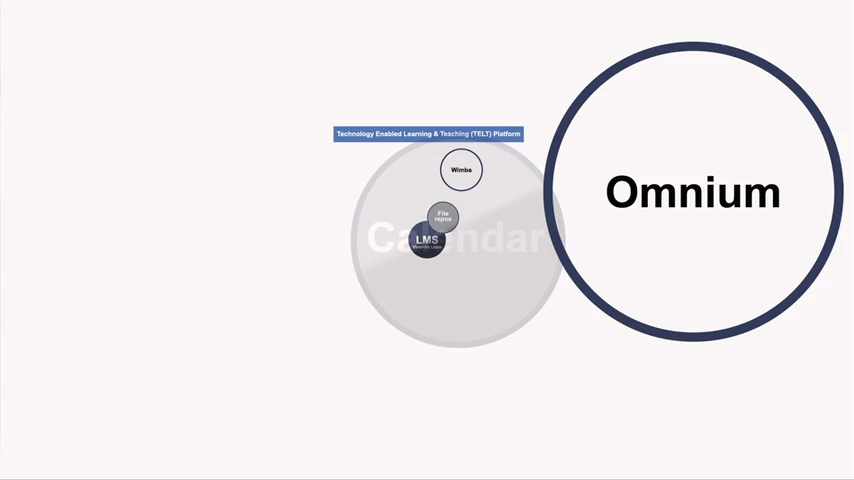 Technology Enabled Learning & Teaching (TELT) Platform
Wimba
File
repos
LMS
Calendar
Omnium